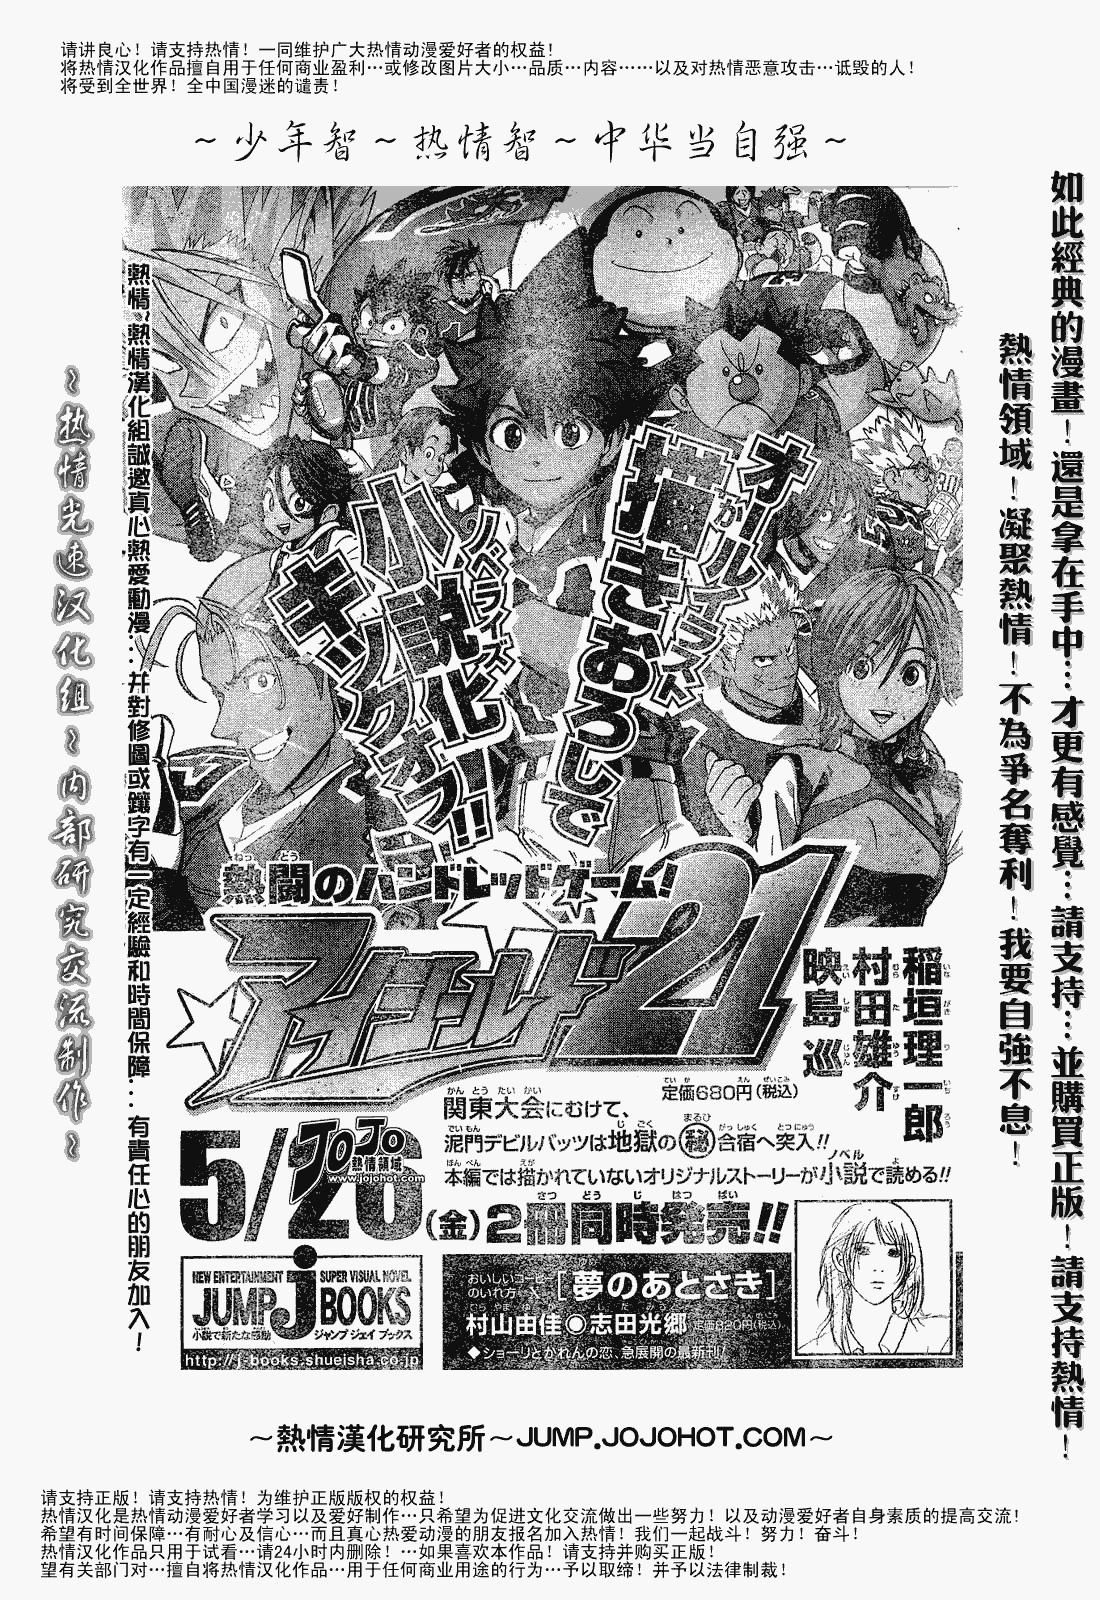 请讲良心！请支持热情！一同维护广大热情动漫爱好者的权益！
将热情汉化作品擅自用于任何商业盈利…或修改图片大小…品质…内容……以及对热情恶意攻击…诋毁的人！
将受到全世界！全中国漫迷的谴责！
～少年智～热情智～中华当自强～
如此經典的漫畫！還是拿在手中…才更有感覺…請支持…並購買正版！請支持熱情！
熱情領域！凝聚熱情！不為爭名奪利！我要自強不息！
熱情、熱情漢化組誠邀真心熱愛動漫…并對修圖或鑲字有一定經驗和時間保障…有責任心的朋友加入！
～热情光速汉化组～内部研究交流制作～
オールイラスト
描きおろしで
ノベライズ
小説化!!
キックオフ
熱闘のハンドレッドゲーム!
アイシールド21
稲垣理一郎
村田雄介
映島 巡
定価680円(税込)
関東大会にむけて、
泥門デビルバッツは地獄の㊙合宿へ突入!!
本編では描かれていないオリジナルストーリーが小説で読める!!
5/26(金)2冊同時発売!!
JOJO
熱情領域
www.jojohot.com
NEW ENTERTAINMENT SUPER VISUAL NOVEL
JUMP j BOOKS
小説で新たな感動 ジャンプ ジェイ ブックス
http://j-books.shueisha.co.jp
おいしいコーヒーのいれ方 X [夢のあとさき]
村山由佳◉志田光郷 定価820円(税込)
◆ショーリとかれんの恋、急展開の最新刊!
～熱情漢化研究所～JUMP.JOJOHOT.COM～
请支持正版！请支持热情！为维护正版版权的权益！
热情汉化是热情动漫爱好者学习以及爱好制作…只希望为促进文化交流做出一些努力！以及动漫爱好者自身素质的提高交流！
希望有时间保障…有耐心及信心…而且真心热爱动漫的朋友报名加入热情！我们一起战斗！努力！奋斗！
热情汉化作品只用于试看…请24小时内删除！…如果喜欢本作品！请支持并购买正版！
望有关部门对…擅自将热情汉化作品…用于任何商业用途的行为…予以取缔！并予以法律制裁！